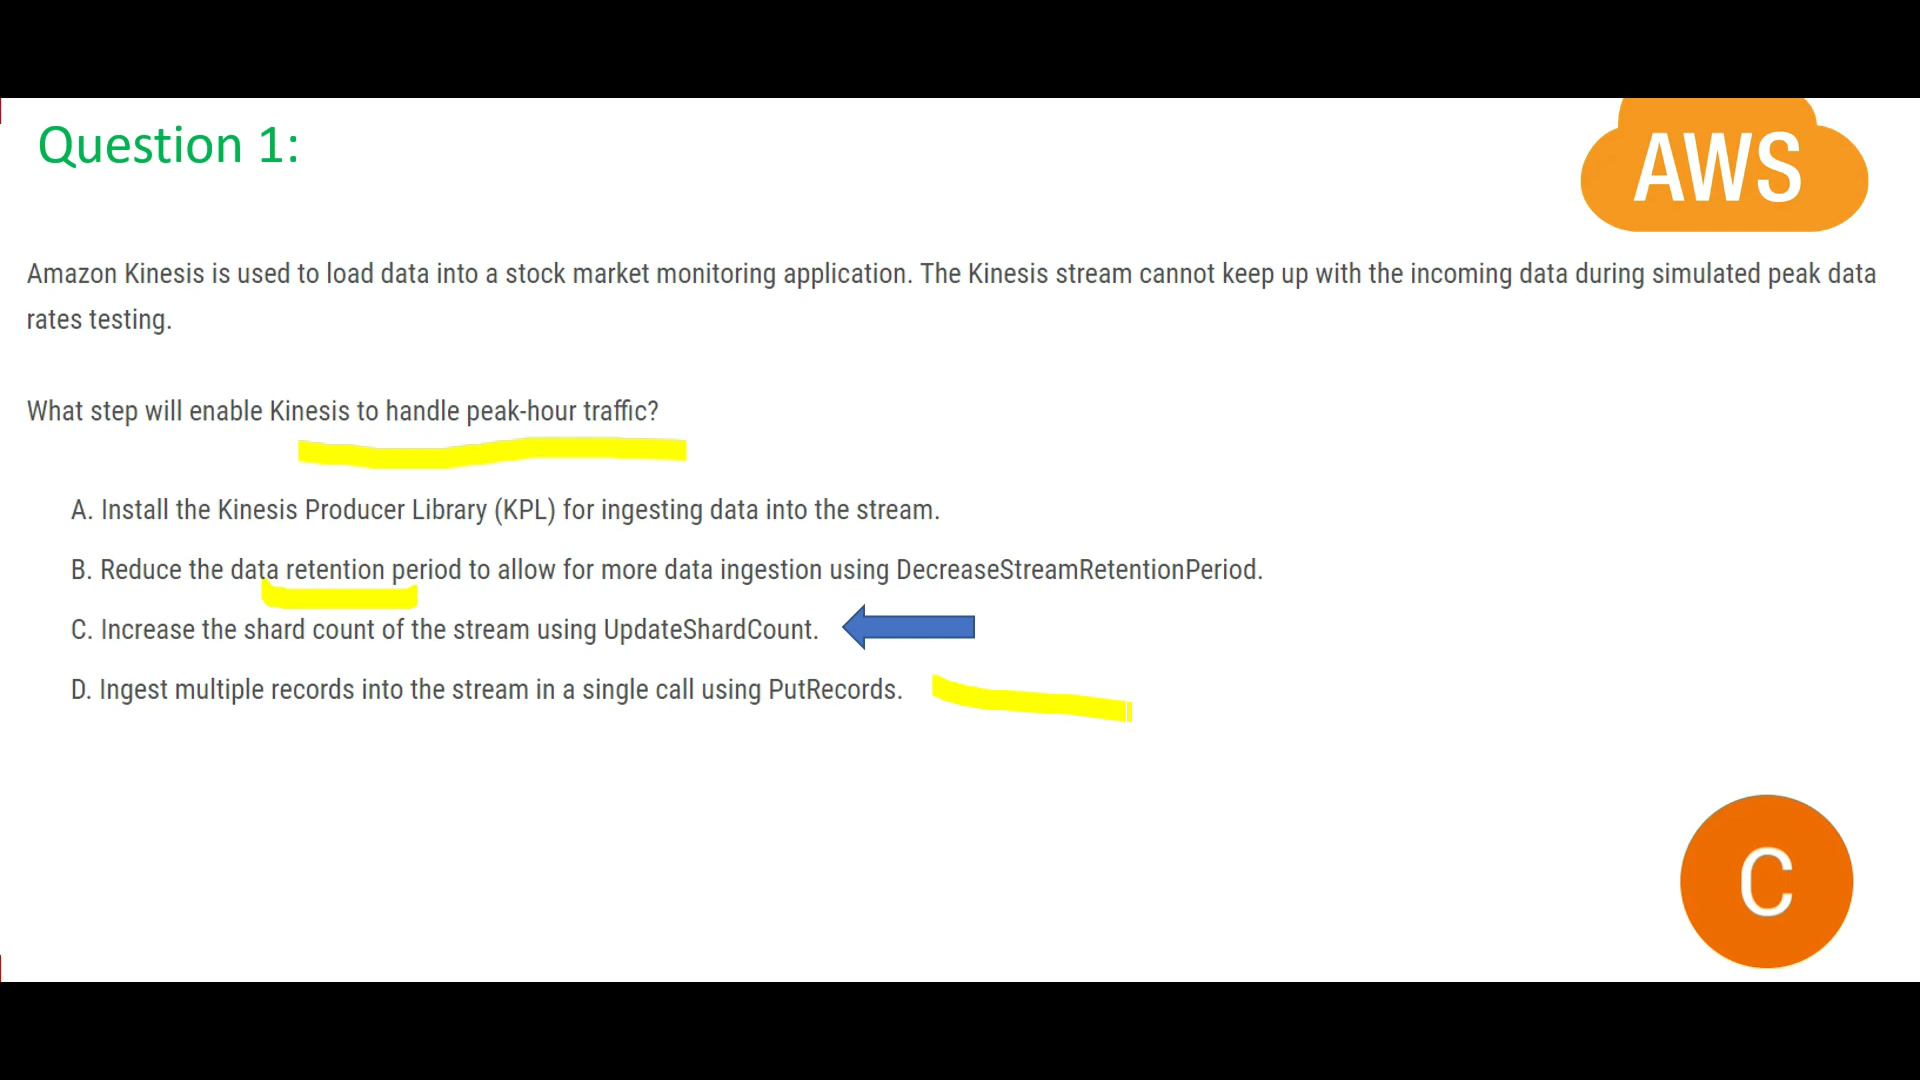 Question 1:
AWS
Amazon Kinesis is used to load data into a stock market monitoring application. The Kinesis stream cannot keep up with the incoming data during simulated peak data
rates testing.
What step will enable Kinesis to handle peak-hour traffic?
A. Install the Kinesis Producer Library (KPL) for ingesting data into the stream.
B. Reduce the data retention period to allow for more data ingestion using DecreaseStreamRetentionPeriod.
C. Increase the shard count of the stream using UpdateShardCount.
D. Ingest multiple records into the stream in a single call using PutRecords.
C